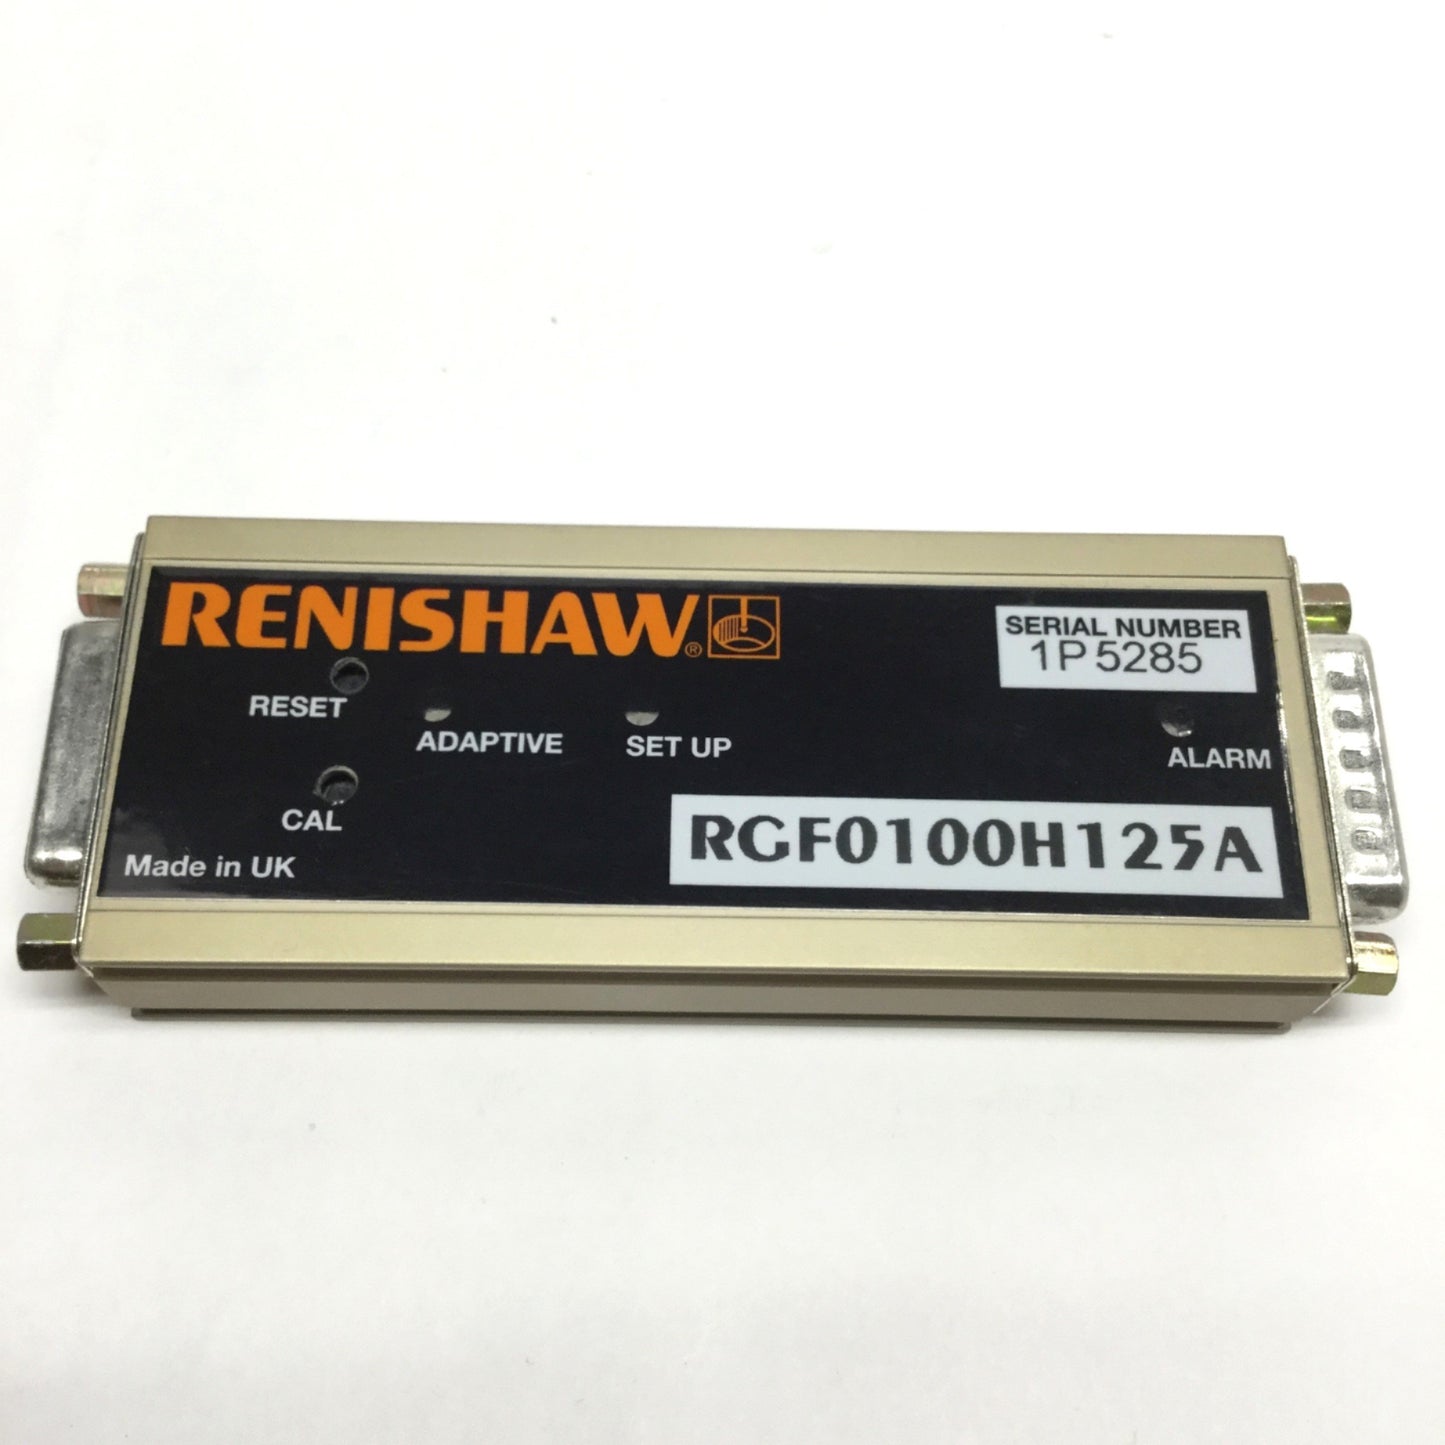 RENISHAW®
SERIAL NUMBER
1P5285
RESET
ADAPTIVE
SET UP
ALARM
CAL
RGF0100H125A
Made in UK